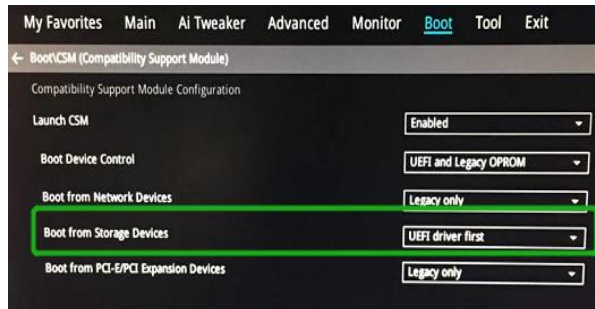 My Favorites Main Ai Tweaker Advanced Monitor Boot Tool Exit
← Boot\CSM (Compatibility Support Module)
Compatibility Support Module Configuration
Launch CSM Enabled
Boot Device Control UEFI and Legacy OPROM
Boot from Network Devices Legacy only
Boot from Storage Devices UEFI driver first
Boot from PCI-E/PCI Expansion Devices Legacy only